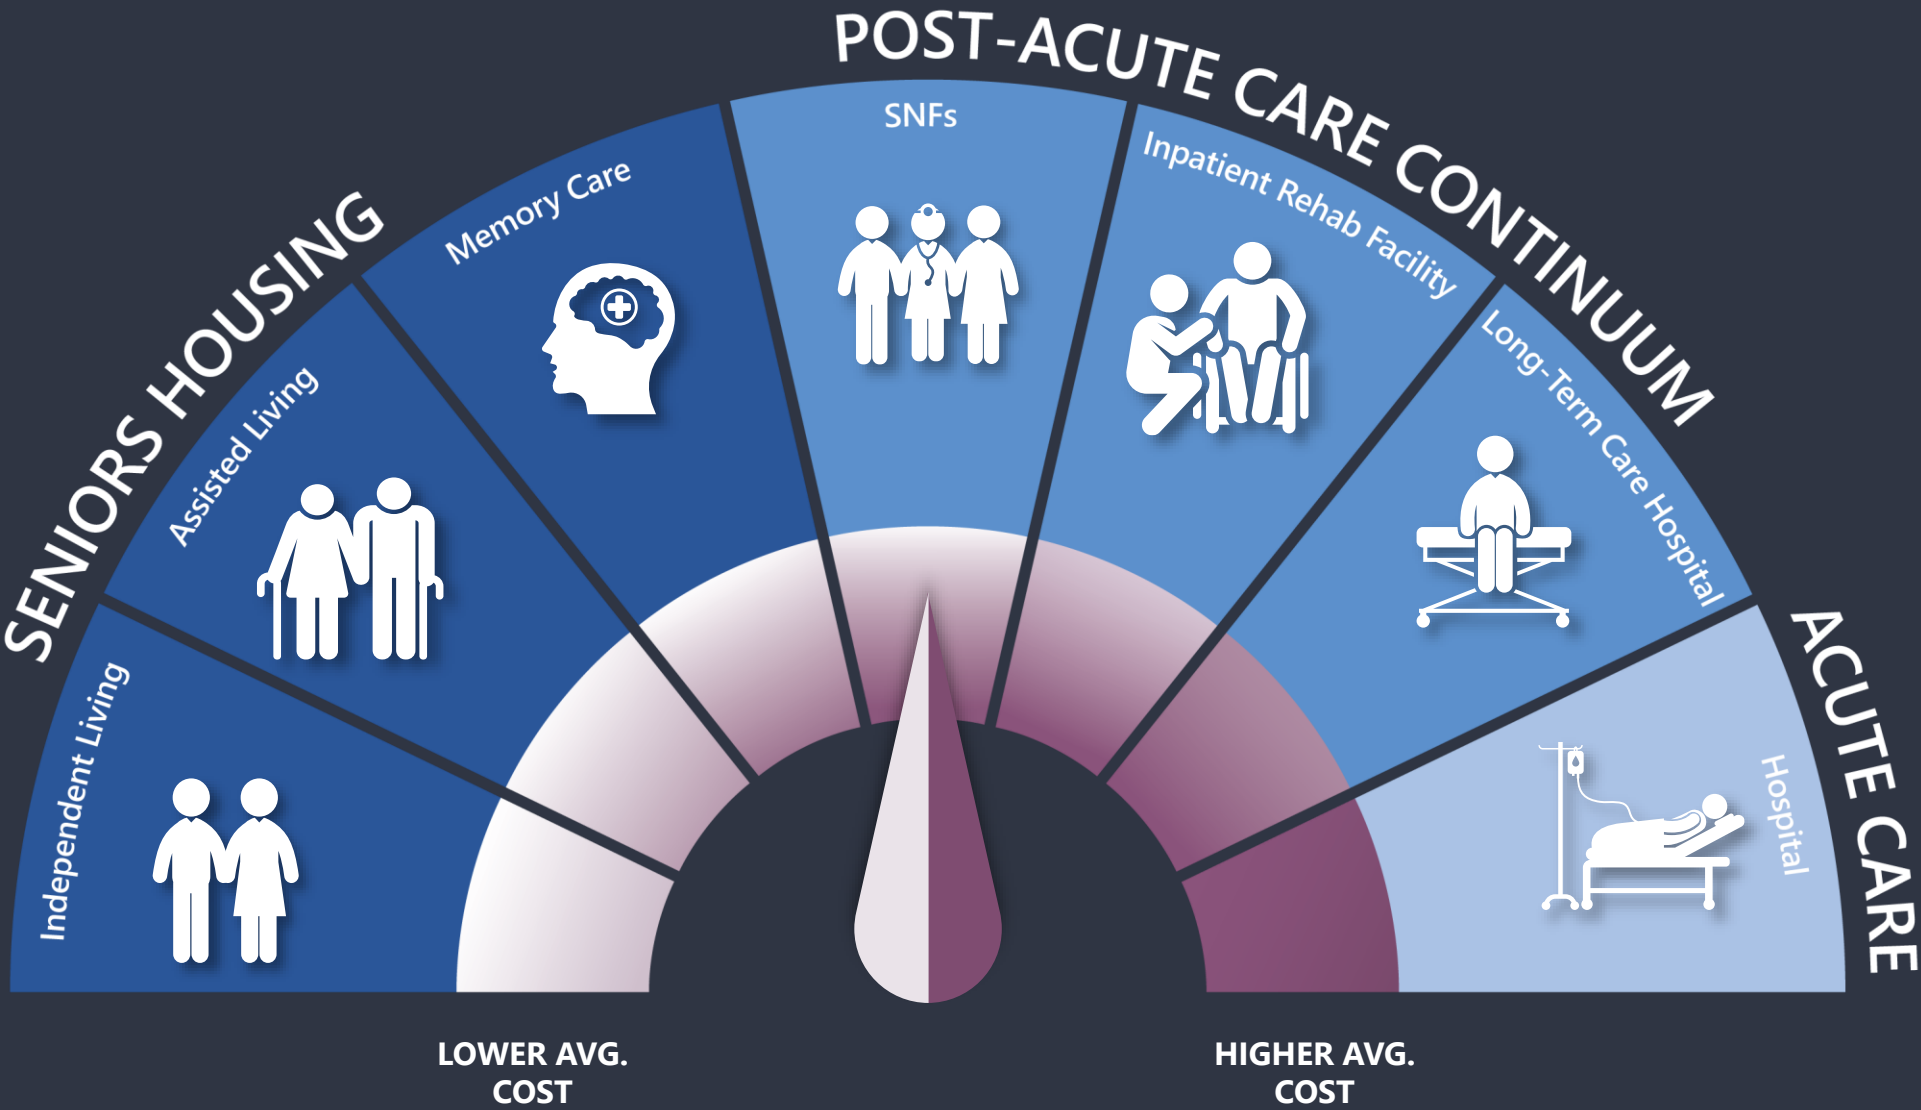 SENIORS HOUSING
POST-ACUTE CARE CONTINUUM
ACUTE CARE
Independent Living
Assisted Living
Memory Care
SNFs
Inpatient Rehab Facility
Long-Term Care Hospital
Hospital
LOWER AVG.
COST
HIGHER AVG.
COST